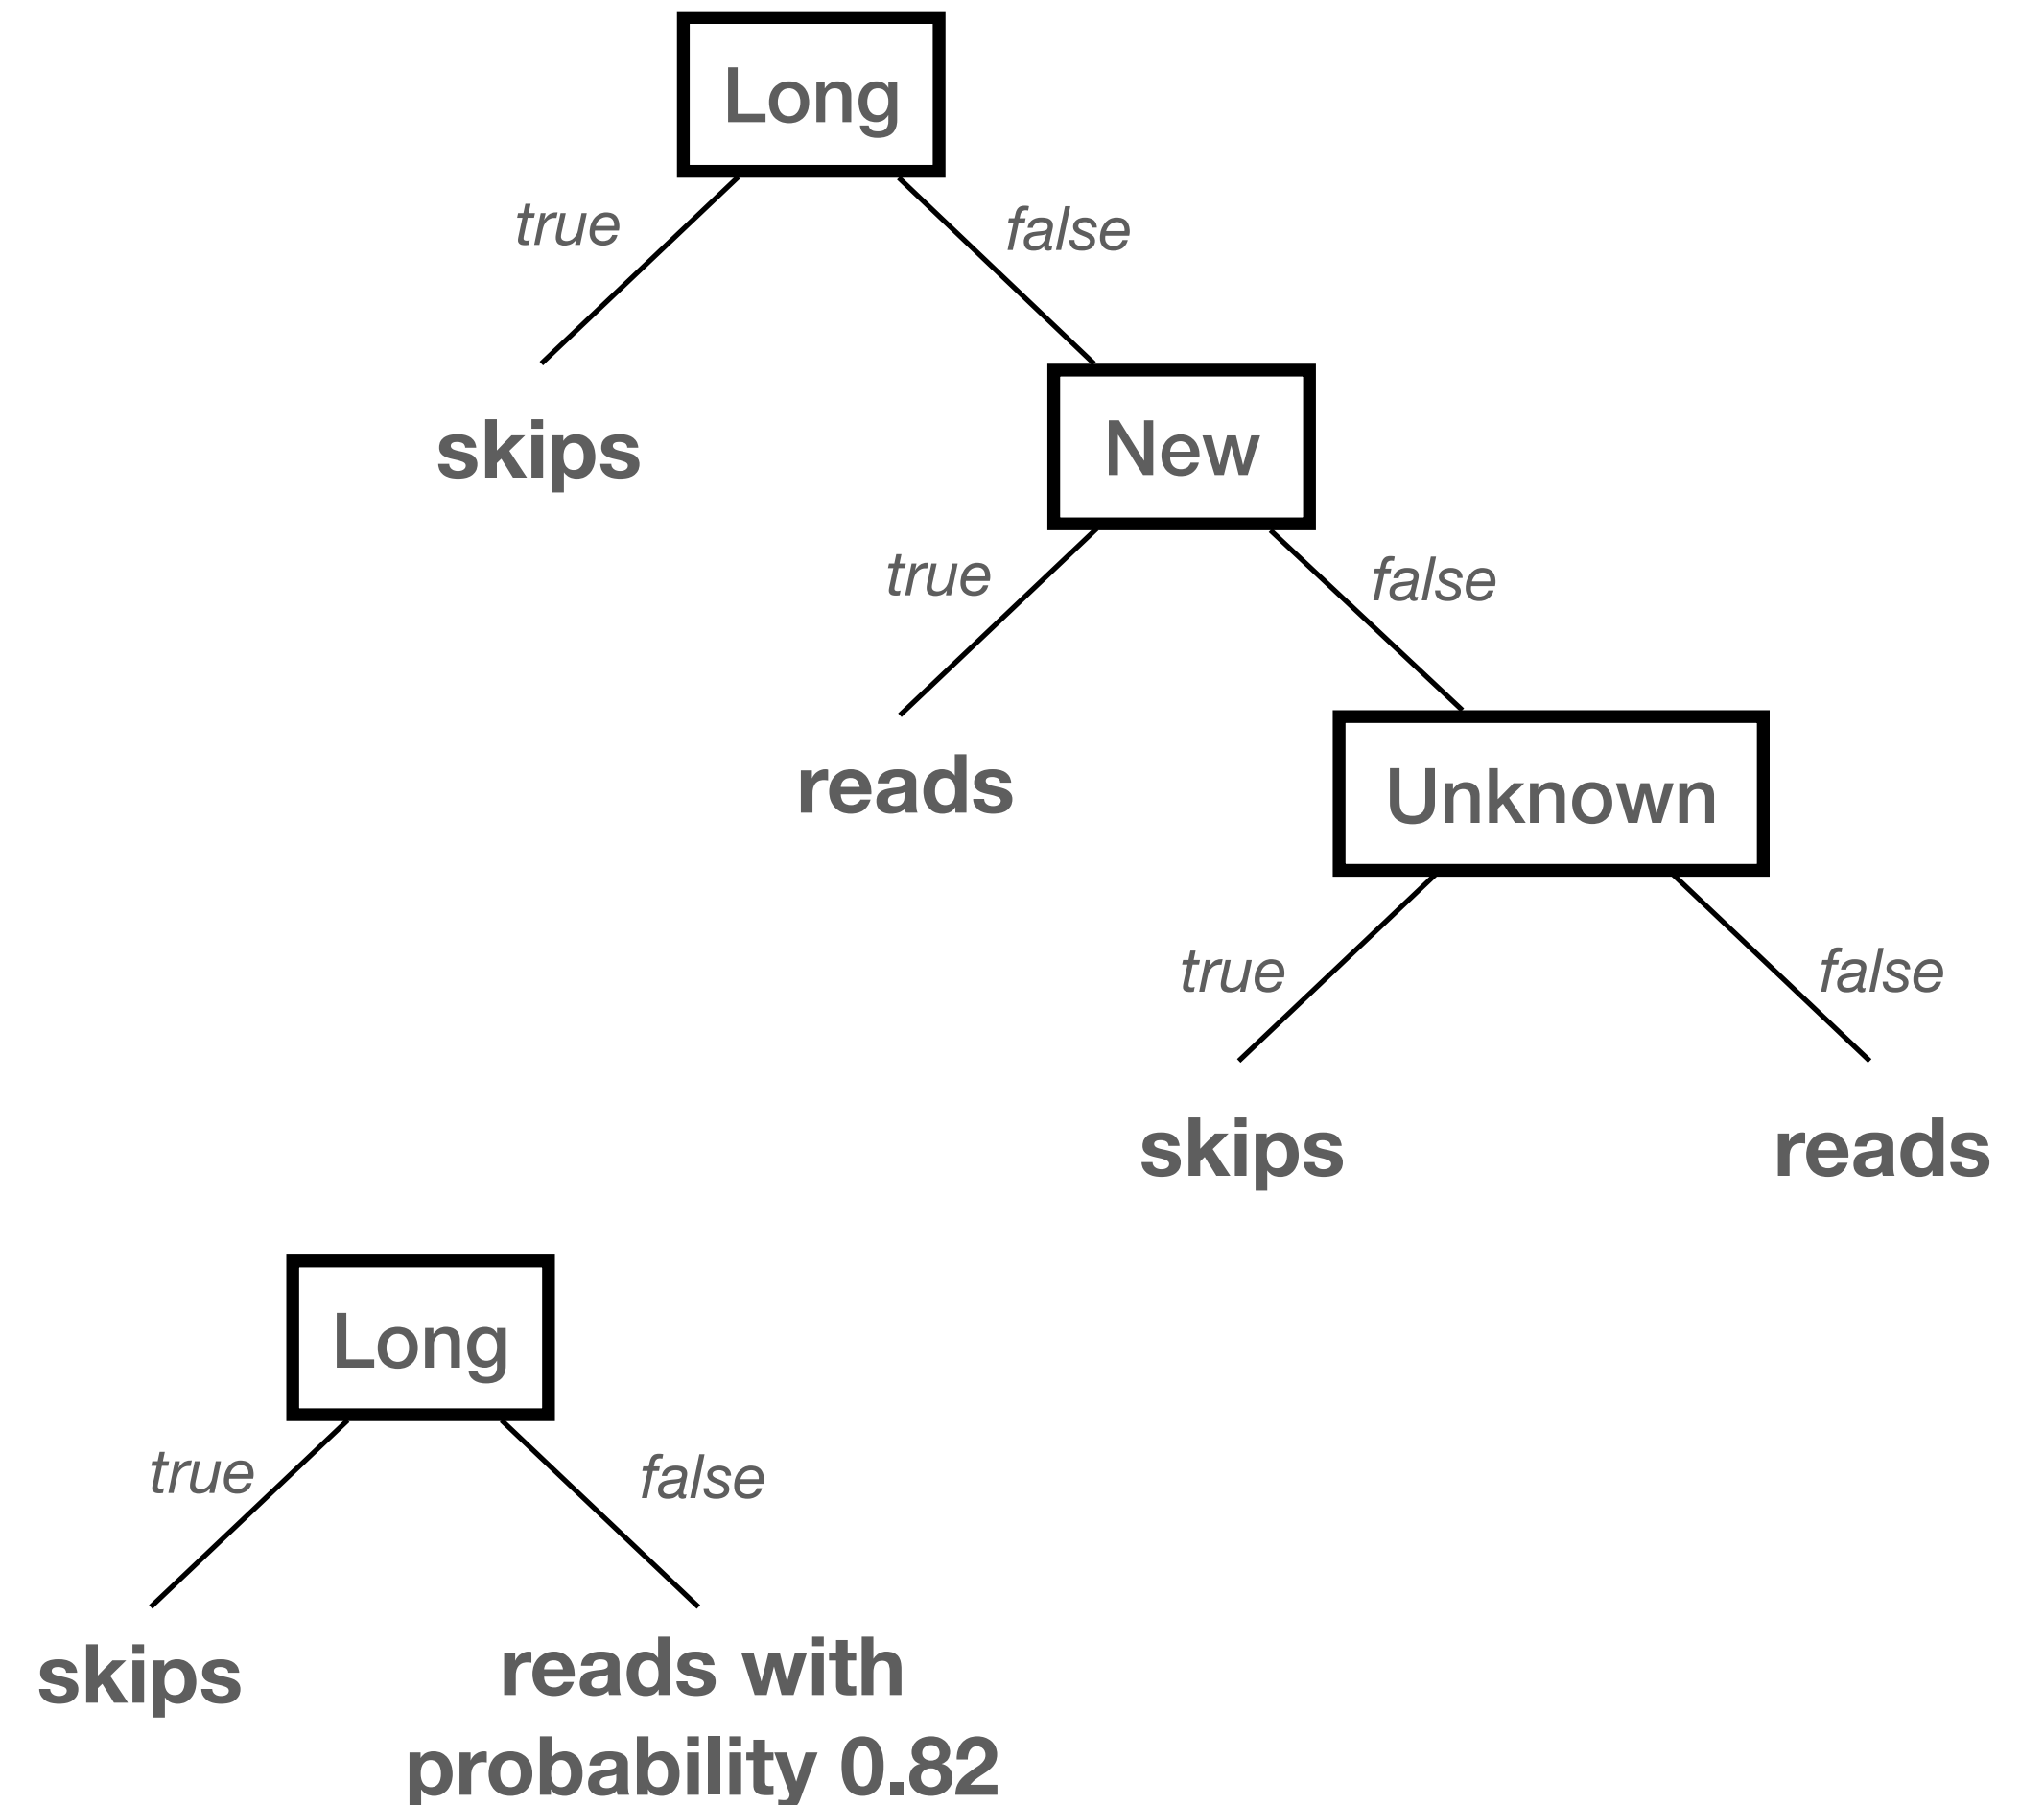 Long
true
false
skips
New
true
false
reads
Unknown
true
false
skips
reads
Long
true
false
skips
reads with
probability 0.82